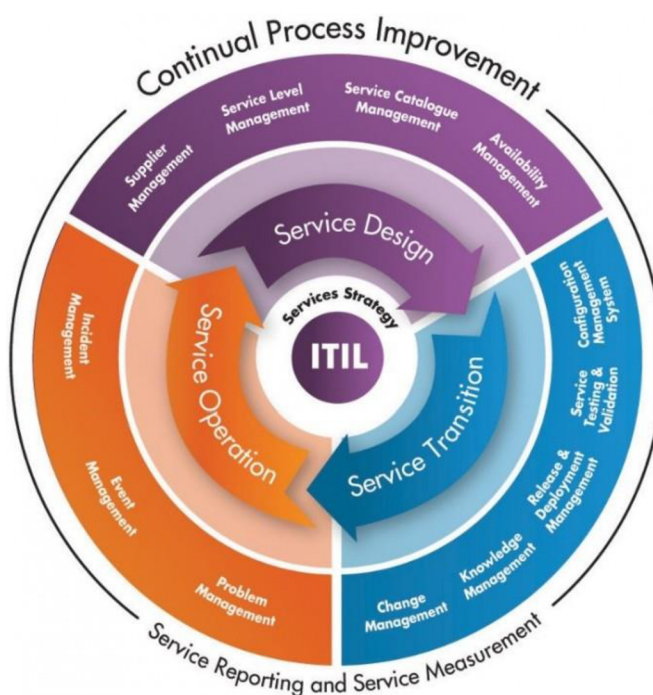 Continual Process Improvement
Supplier
Management
Service Level
Management
Service Catalogue
Management
Availability
Management
Configuration
Management
System
Service
Testing &
Validation
Release &
Deployment
Management
Knowledge
Management
Change
Management
Problem
Management
Event
Management
Incident
Management
Service Design
Service Transition
Service Operation
Services Strategy
ITIL
Service Reporting and Service Measurement